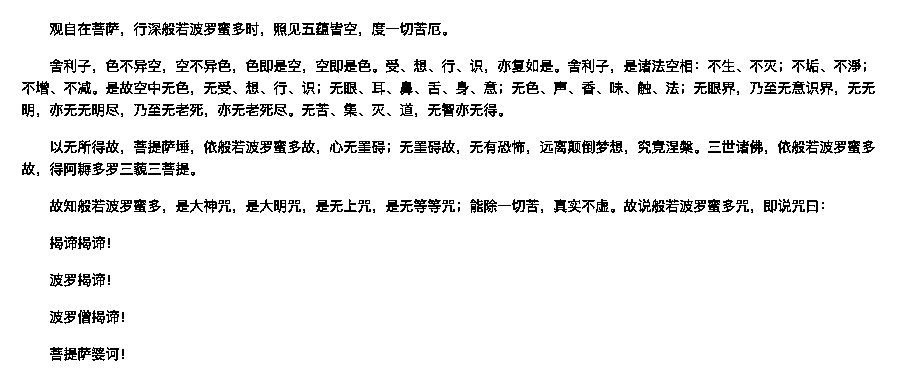 观自在菩萨，行深般若波罗蜜多时，照见五蕴皆空，度一切苦厄。
舍利子，色不异空，空不异色，色即是空，空即是色。受、想、行、识，亦复如是。舍利子，是诸法空相：不生、不灭；不垢、不净；
不增、不减。是故空中无色，无受、想、行、识；无眼、耳、鼻、舌、身、意；无色、声、香、味、触、法；无眼界，乃至无意识界，无无
明，亦无无明尽，乃至无老死，亦无老死尽。无苦、集、灭、道，无智亦无得。
以无所得故，菩提萨埵，依般若波罗蜜多故，心无罣碍；无罣碍故，无有恐怖，远离颠倒梦想，究竟涅槃。三世诸佛，依般若波罗蜜多
故，得阿耨多罗三藐三菩提。
故知般若波罗蜜多，是大神咒，是大明咒，是无上咒，是无等等咒；能除一切苦，真实不虚。故说般若波罗蜜多咒，即说咒曰：
揭谛揭谛！
波罗揭谛！
波罗僧揭谛！
菩提萨婆诃！